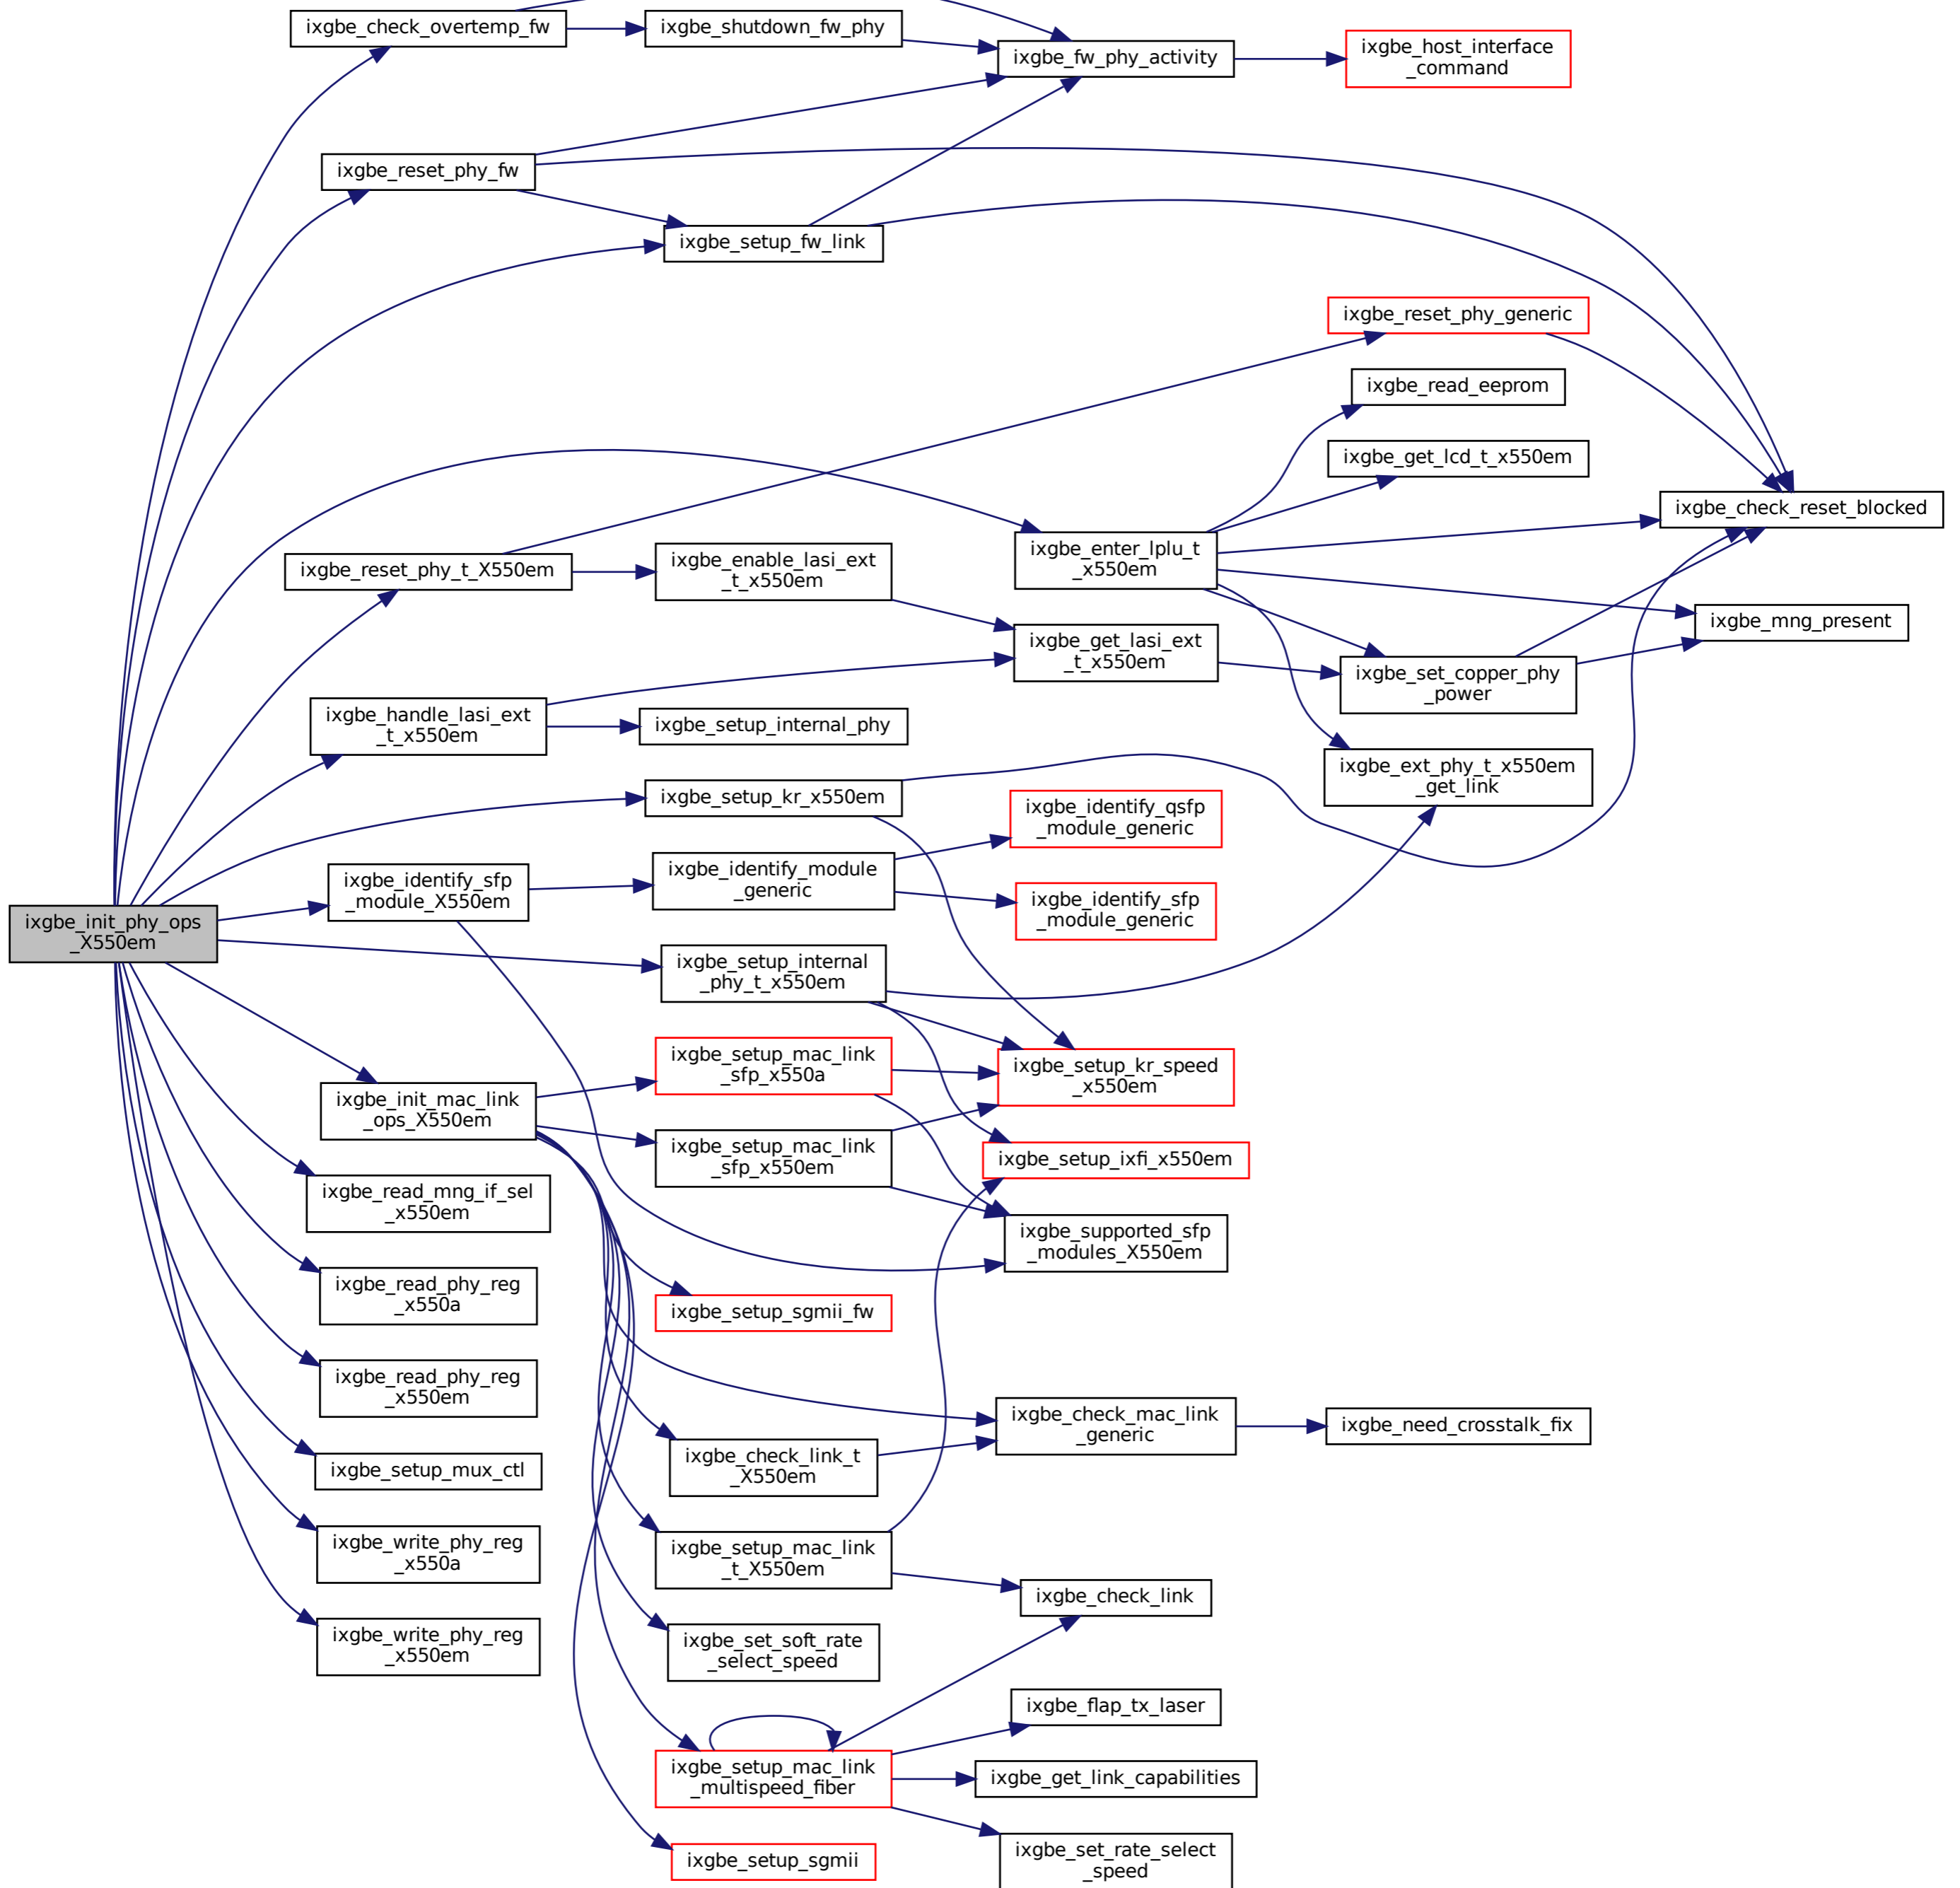 ixgbe_check_overtemp_fw
ixgbe_shutdown_fw_phy
ixgbe_fw_phy_activity
ixgbe_host_interface
_command
ixgbe_reset_phy_fw
ixgbe_setup_fw_link
ixgbe_reset_phy_generic
ixgbe_read_eeprom
ixgbe_get_lcd_t_x550em
ixgbe_check_reset_blocked
ixgbe_enter_lplu_t
_x550em
ixgbe_reset_phy_t_X550em
ixgbe_enable_lasi_ext
_t_x550em
ixgbe_mng_present
ixgbe_get_lasi_ext
_t_x550em
ixgbe_set_copper_phy
_power
ixgbe_handle_lasi_ext
_t_x550em
ixgbe_setup_internal_phy
ixgbe_ext_phy_t_x550em
_get_link
ixgbe_setup_kr_x550em
ixgbe_identify_qsfp
_module_generic
ixgbe_identify_sfp
_module_X550em
ixgbe_identify_module
_generic
ixgbe_identify_sfp
_module_generic
ixgbe_init_phy_ops
_X550em
ixgbe_setup_internal
_phy_t_x550em
ixgbe_setup_mac_link
_sfp_x550a
ixgbe_setup_kr_speed
_x550em
ixgbe_init_mac_link
_ops_X550em
ixgbe_setup_mac_link
_sfp_x550em
ixgbe_setup_ixfi_x550em
ixgbe_read_mng_if_sel
_x550em
ixgbe_supported_sfp
_modules_X550em
ixgbe_read_phy_reg
_x550a
ixgbe_setup_sgmii_fw
ixgbe_read_phy_reg
_x550em
ixgbe_check_mac_link
_generic
ixgbe_need_crosstalk_fix
ixgbe_setup_mux_ctl
ixgbe_check_link_t
_X550em
ixgbe_write_phy_reg
_x550a
ixgbe_setup_mac_link
_t_X550em
ixgbe_check_link
ixgbe_write_phy_reg
_x550em
ixgbe_set_soft_rate
_select_speed
ixgbe_flap_tx_laser
ixgbe_setup_mac_link
_multispeed_fiber
ixgbe_get_link_capabilities
ixgbe_setup_sgmii
ixgbe_set_rate_select
_speed